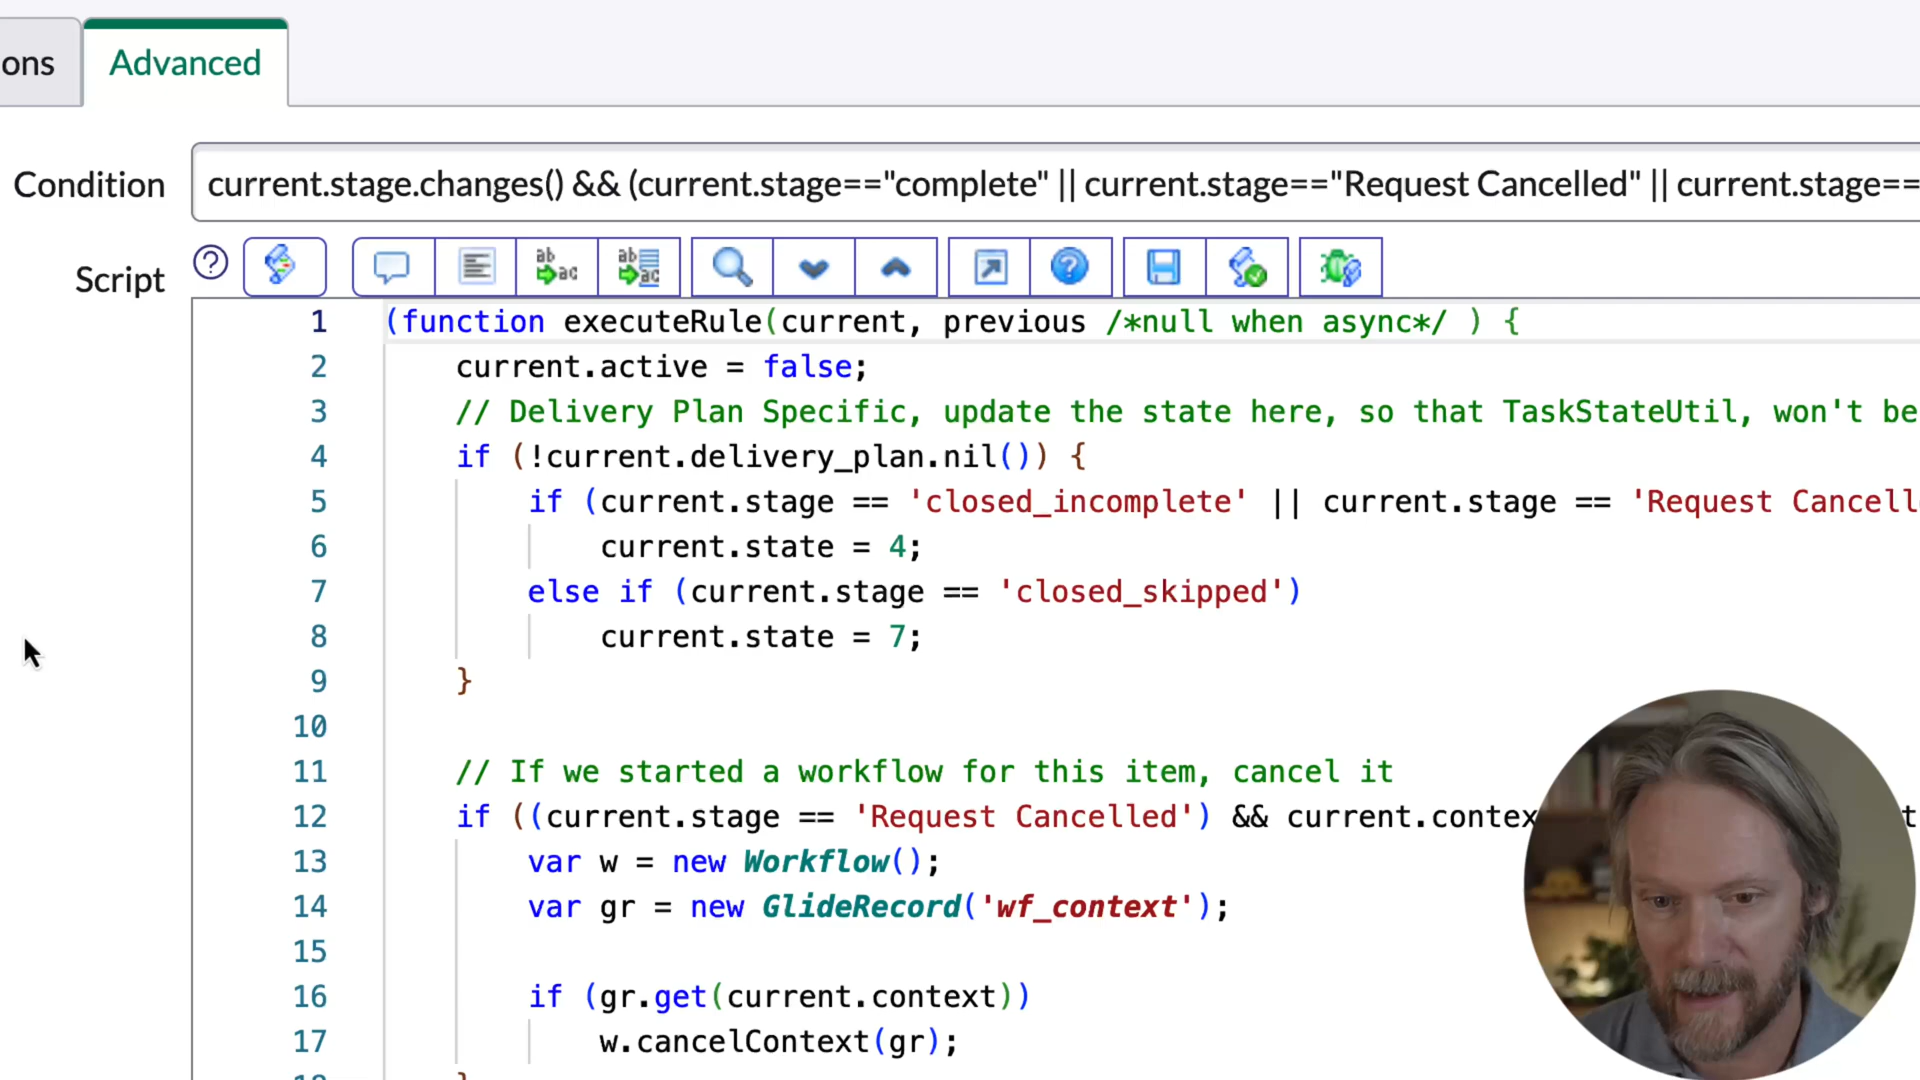 ons
Advanced
Condition
current.stage.changes() && (current.stage=="complete" || current.stage=="Request Cancelled" || current.stage==
Script
1 (function executeRule(current, previous /*null when async*/ ) {
2 current.active = false;
3 // Delivery Plan Specific, update the state here, so that TaskStateUtil, won't be
4 if (!current.delivery_plan.nil()) {
5 if (current.stage == 'closed_incomplete' || current.stage == 'Request Cancell
6 current.state = 4;
7 else if (current.stage == 'closed_skipped')
8 current.state = 7;
9 }
10
11 // If we started a workflow for this item, cancel it
12 if ((current.stage == 'Request Cancelled') && current.contex
13 var w = new Workflow();
14 var gr = new GlideRecord('wf_context');
15
16 if (gr.get(current.context))
17 w.cancelContext(gr);